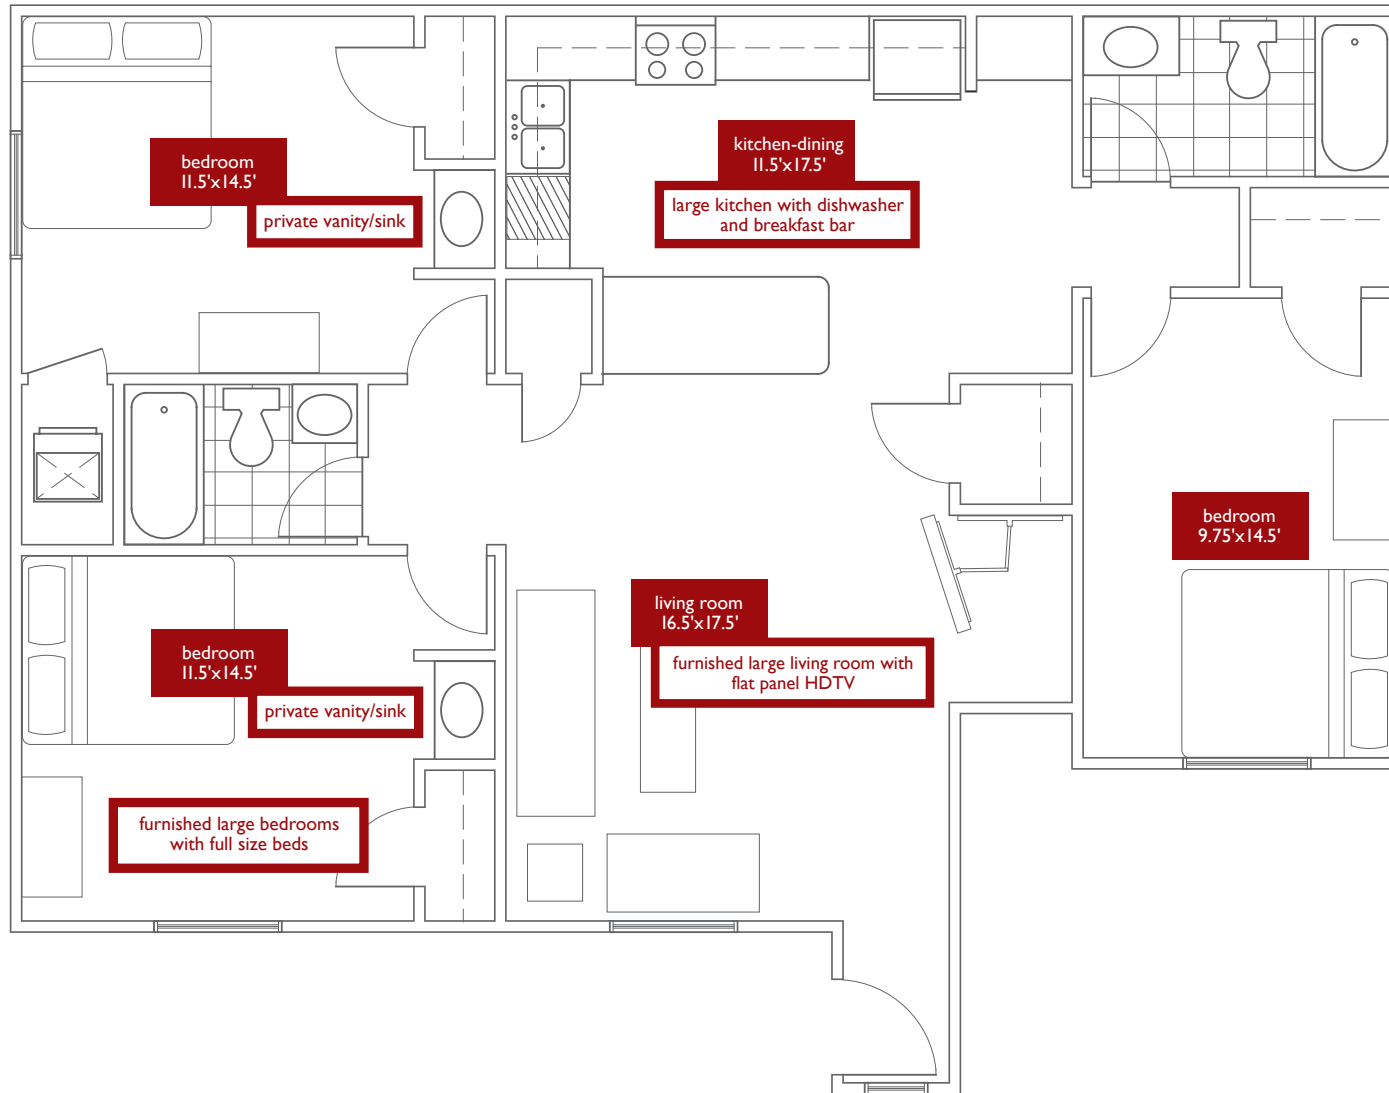 bedroom
11.5'x14.5'
private vanity/sink
kitchen-dining
11.5'x17.5'
large kitchen with dishwasher
and breakfast bar
bedroom
9.75'x14.5'
living room
16.5'x17.5'
furnished large living room with
flat panel HDTV
bedroom
11.5'x14.5'
private vanity/sink
furnished large bedrooms
with full size beds